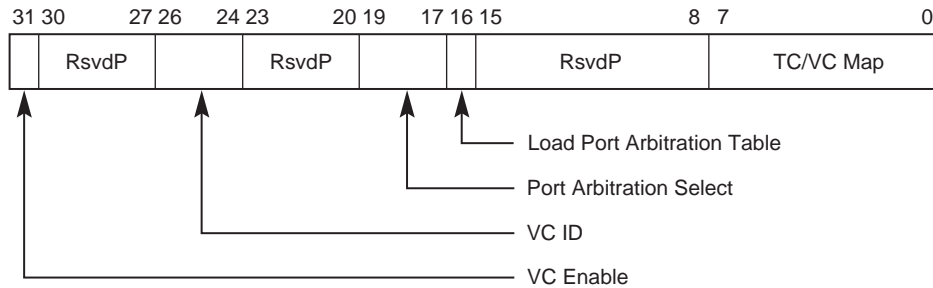 31 30 27 26 24 23 20 19 17 16 15 8 7 0
RsvdP RsvdP RsvdP TC/VC Map
Load Port Arbitration Table
Port Arbitration Select
VC ID
VC Enable